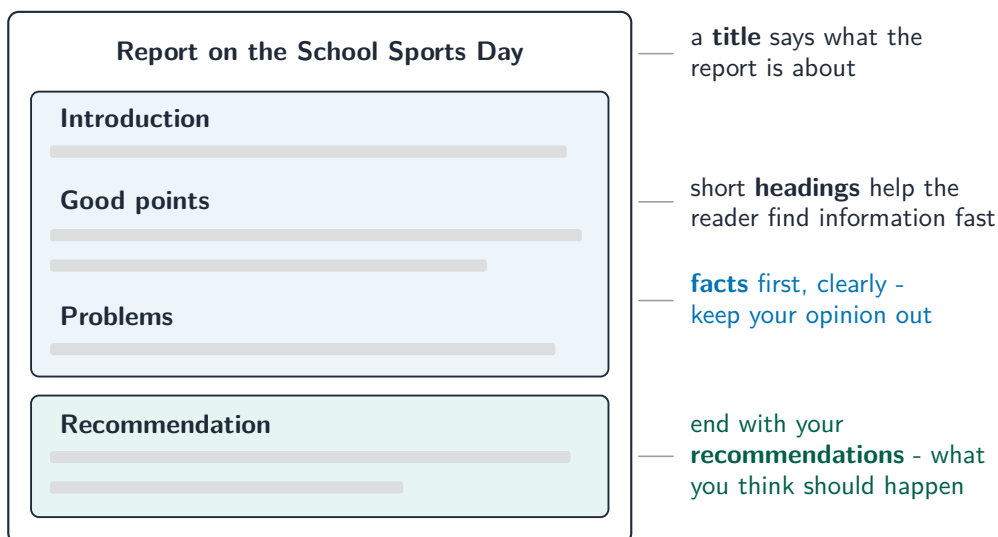 Report on the School Sports Day
a title says what the
report is about
Introduction
Good points
short headings help the
reader find information fast
facts first, clearly -
keep your opinion out
Problems
Recommendation
end with your
recommendations - what
you think should happen